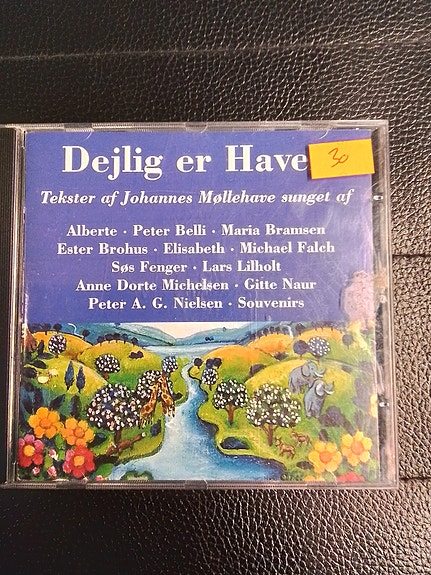 Dejlig er Have
30
Tekster af Johannes Møllehave sunget af
Alberte · Peter Belli · Maria Bramsen
Ester Brohus · Elisabeth · Michael Falch
Søs Fenger · Lars Lilholt
Anne Dorte Michelsen · Gitte Naur
Peter A. G. Nielsen · Souvenirs